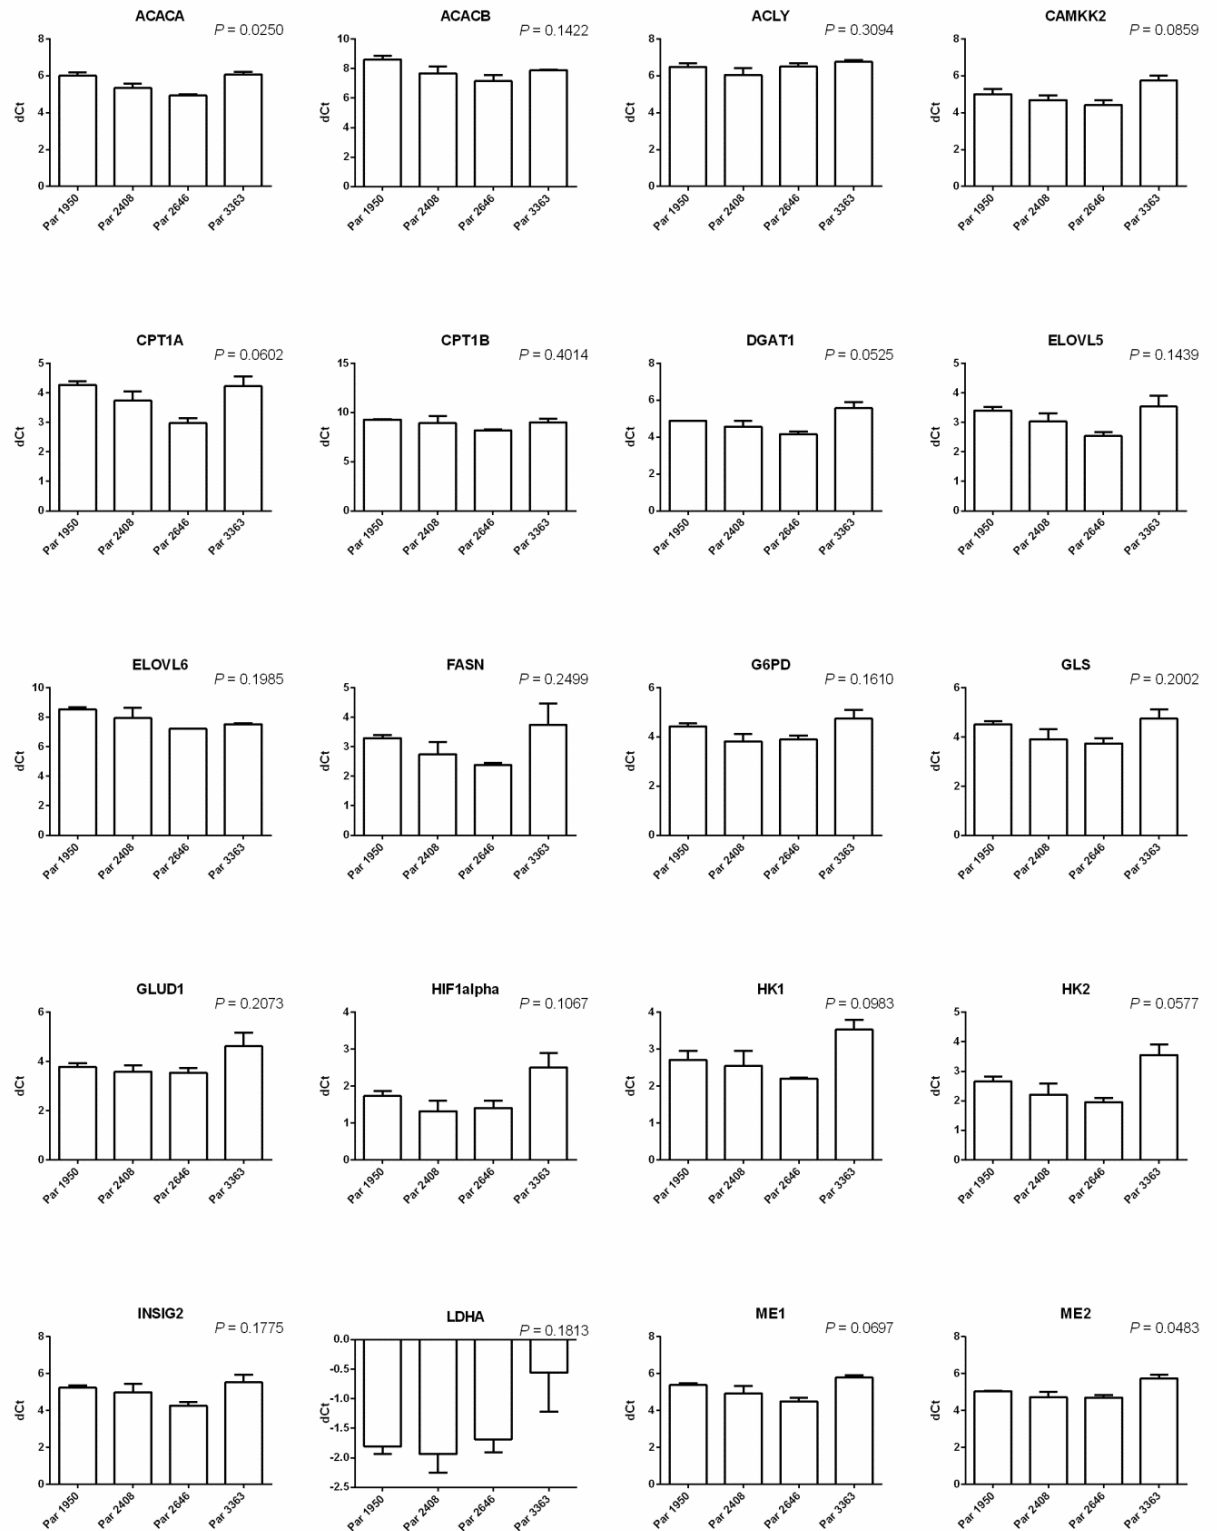 ACACA
P = 0.0250
8
6
4
2
0
dCt
Par 1950
Par 2408
Par 2646
Par 3363
ACACB
P = 0.1422
10
8
6
4
2
0
dCt
Par 1950
Par 2408
Par 2646
Par 3363
ACLY
P = 0.3094
8
6
4
2
0
dCt
Par 1950
Par 2408
Par 2646
Par 3363
CAMKK2
P = 0.0859
8
6
4
2
0
dCt
Par 1950
Par 2408
Par 2646
Par 3363
CPT1A
P = 0.0602
5
4
3
2
1
0
dCt
Par 1950
Par 2408
Par 2646
Par 3363
CPT1B
P = 0.4014
15
10
5
0
dCt
Par 1950
Par 2408
Par 2646
Par 3363
DGAT1
P = 0.0525
8
6
4
2
0
dCt
Par 1950
Par 2408
Par 2646
Par 3363
ELOVL5
P = 0.1439
5
4
3
2
1
0
dCt
Par 1950
Par 2408
Par 2646
Par 3363
ELOVL6
P = 0.1985
10
8
6
4
2
0
dCt
Par 1950
Par 2408
Par 2646
Par 3363
FASN
P = 0.2499
5
4
3
2
1
0
dCt
Par 1950
Par 2408
Par 2646
Par 3363
G6PD
P = 0.1610
6
4
2
0
dCt
Par 1950
Par 2408
Par 2646
Par 3363
GLS
P = 0.2002
6
4
2
0
dCt
Par 1950
Par 2408
Par 2646
Par 3363
GLUD1
P = 0.2073
6
4
2
0
dCt
Par 1950
Par 2408
Par 2646
Par 3363
HIF1alpha
P = 0.1067
4
3
2
1
0
dCt
Par 1950
Par 2408
Par 2646
Par 3363
HK1
P = 0.0983
4
3
2
1
0
dCt
Par 1950
Par 2408
Par 2646
Par 3363
HK2
P = 0.0577
5
4
3
2
1
0
dCt
Par 1950
Par 2408
Par 2646
Par 3363
INSIG2
P = 0.1775
8
6
4
2
0
dCt
Par 1950
Par 2408
Par 2646
Par 3363
LDHA
P = 0.1813
0.0
-0.5
-1.0
-1.5
-2.0
-2.5
dCt
Par 1950
Par 2408
Par 2646
Par 3363
ME1
P = 0.0697
8
6
4
2
0
dCt
Par 1950
Par 2408
Par 2646
Par 3363
ME2
P = 0.0483
8
6
4
2
0
dCt
Par 1950
Par 2408
Par 2646
Par 3363